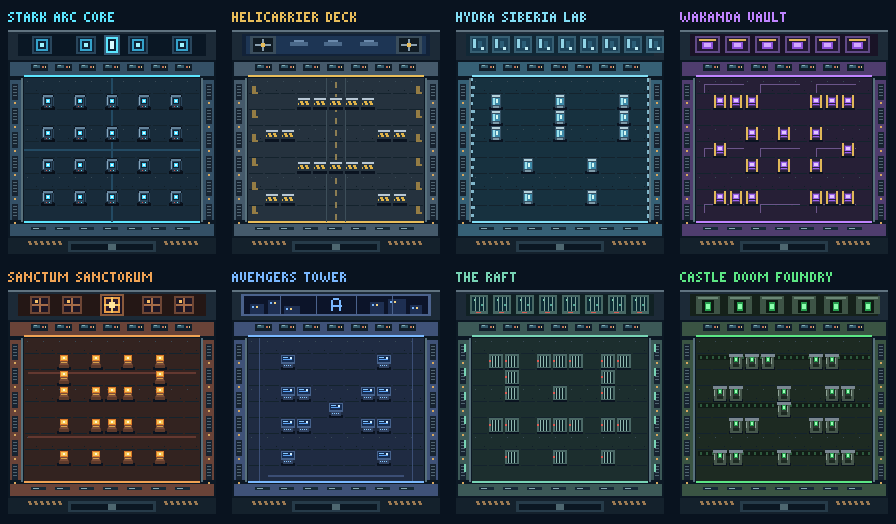 STARK ARC CORE
HELICARRIER DECK
HYDRA SIBERIA LAB
WAKANDA VAULT
SANCTUM SANCTORUM
AVENGERS TOWER
A
THE RAFT
CASTLE DOOM FOUNDRY